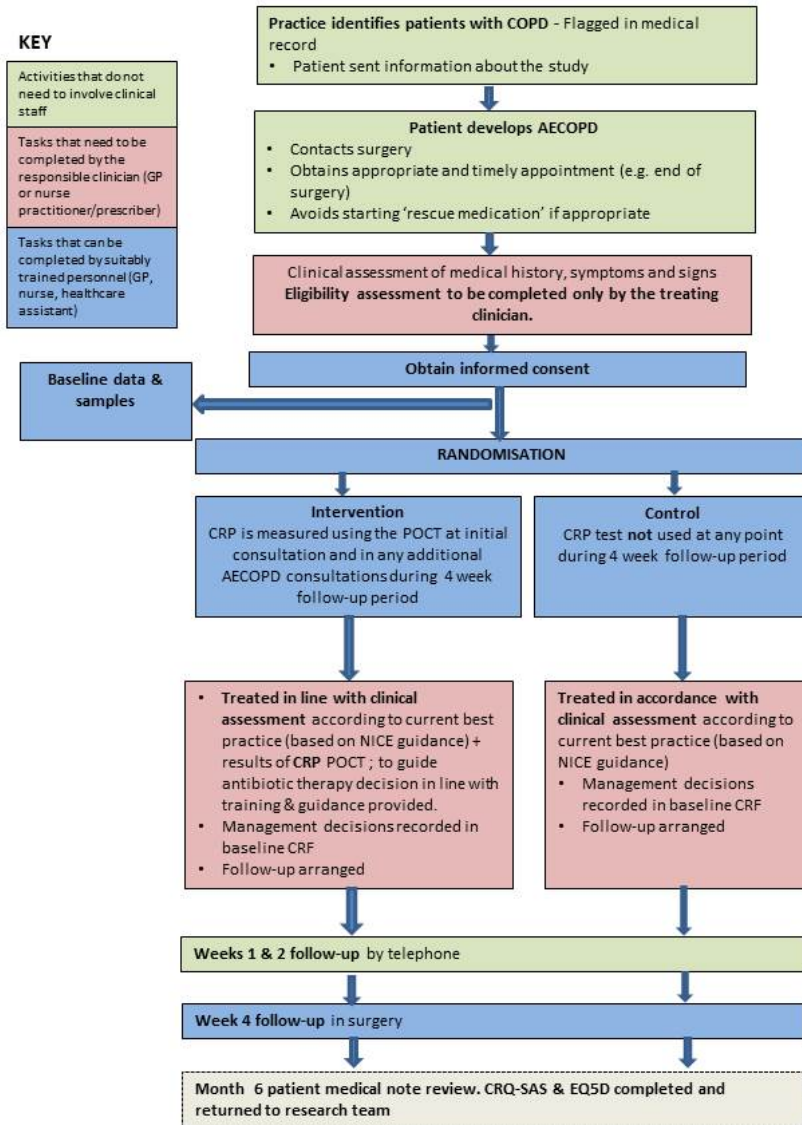 KEY
Activities that do not
need to involve clinical
staff
Tasks that need to be
completed by the
responsible clinician (GP
or nurse
practitioner/prescriber)
Tasks that can be
completed by suitably
trained personnel (GP,
nurse, healthcare
assistant)
Practice identifies patients with COPD - Flagged in medical
record
• Patient sent information about the study
Patient develops AECOPD
• Contacts surgery
• Obtains appropriate and timely appointment (e.g. end of
surgery)
• Avoids starting 'rescue medication' if appropriate
Clinical assessment of medical history, symptoms and signs
Eligibility assessment to be completed only by the treating
clinician.
Obtain informed consent
Baseline data &
samples
RANDOMISATION
Intervention
CRP is measured using the POCT at initial
consultation and in any additional
AECOPD consultations during 4 week
follow-up period
Control
CRP test not used at any point
during 4 week follow-up period
• Treated in line with clinical
assessment according to current best
practice (based on NICE guidance) +
results of CRP POCT ; to guide
antibiotic therapy decision in line with
training & guidance provided.
• Management decisions recorded in
baseline CRF
• Follow-up arranged
Treated in accordance with
clinical assessment according to
current best practice (based on
NICE guidance)
• Management decisions
recorded in baseline CRF
• Follow-up arranged
Weeks 1 & 2 follow-up by telephone
Week 4 follow-up in surgery
Month 6 patient medical note review. CRQ-SAS & EQ5D completed and
returned to research team